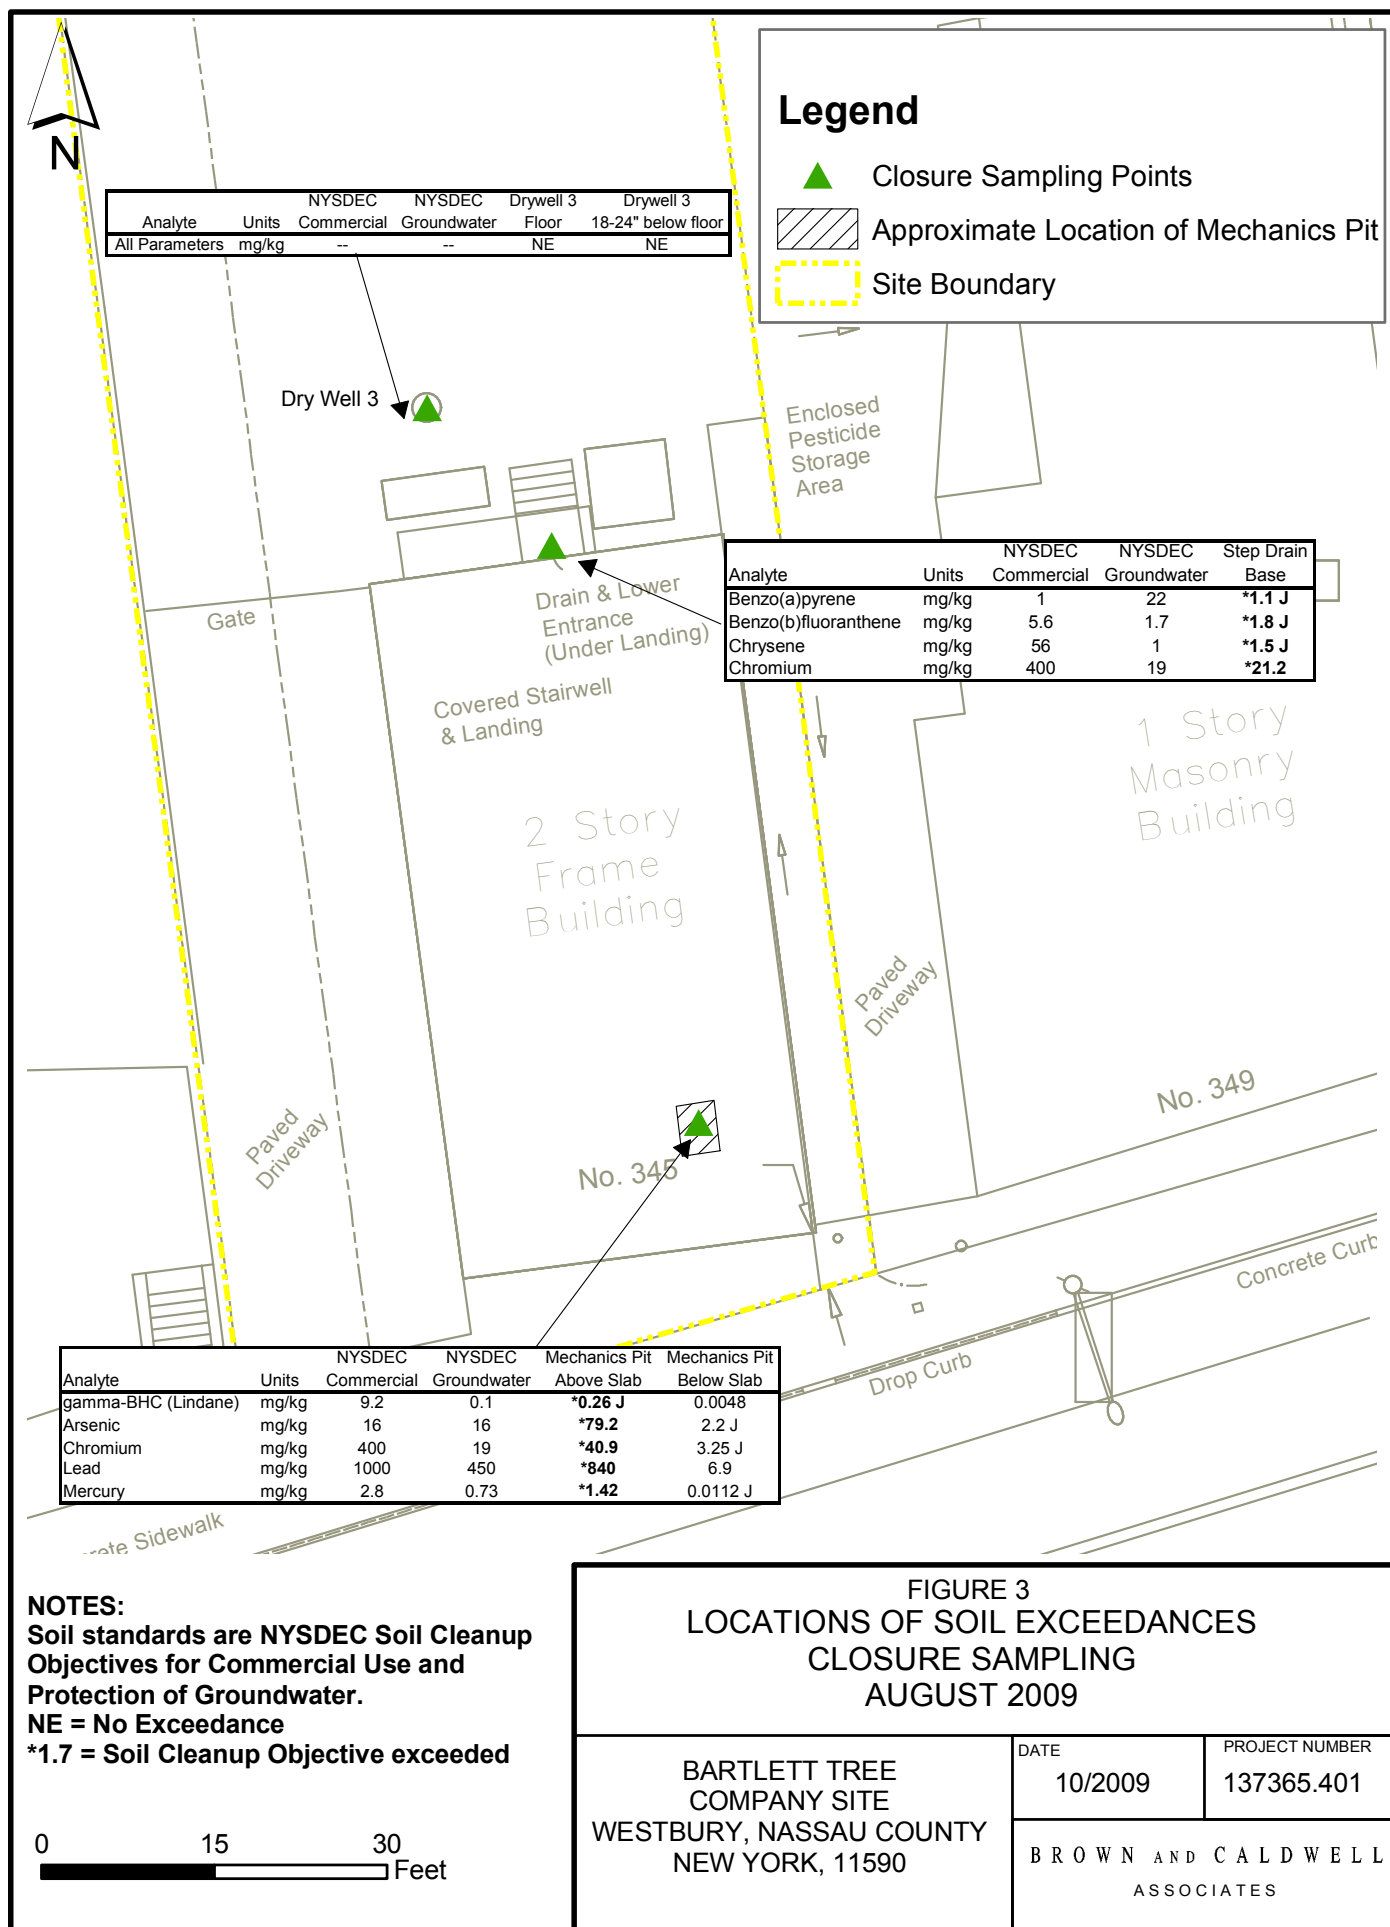 N
Legend
Closure Sampling Points
Approximate Location of Mechanics Pit
Site Boundary
NYSDEC NYSDEC Drywell 3 Drywell 3
Analyte Units Commercial Groundwater Floor 18-24" below floor
All Parameters mg/kg -- -- NE NE
Dry Well 3
Enclosed
Pesticide
Storage
Area
NYSDEC NYSDEC Step Drain
Analyte Units Commercial Groundwater Base
Benzo(a)pyrene mg/kg 1 22 *1.1 J
Benzo(b)fluoranthene mg/kg 5.6 1.7 *1.8 J
Chrysene mg/kg 56 1 *1.5 J
Chromium mg/kg 400 19 *21.2
Gate
Drain & Lower
Entrance
(Under Landing)
Covered Stairwell
& Landing
1 Story
Masonry
Building
2 Story
Frame
Building
Paved
Driveway
No. 349
Paved
Driveway
No. 345
Concrete Curb
Drop Curb
NYSDEC NYSDEC Mechanics Pit Mechanics Pit
Analyte Units Commercial Groundwater Above Slab Below Slab
gamma-BHC (Lindane) mg/kg 9.2 0.1 *0.26 J 0.0048
Arsenic mg/kg 16 16 *79.2 2.2 J
Chromium mg/kg 400 19 *40.9 3.25 J
Lead mg/kg 1000 450 *840 6.9
Mercury mg/kg 2.8 0.73 *1.42 0.0112 J
Sidewalk
NOTES:
Soil standards are NYSDEC Soil Cleanup
Objectives for Commercial Use and
Protection of Groundwater.
NE = No Exceedance
*1.7 = Soil Cleanup Objective exceeded
0 15 30
Feet
FIGURE 3
LOCATIONS OF SOIL EXCEEDANCES
CLOSURE SAMPLING
AUGUST 2009
BARTLETT TREE
COMPANY SITE
WESTBURY, NASSAU COUNTY
NEW YORK, 11590
DATE
10/2009
PROJECT NUMBER
137365.401
BROWN AND CALDWELL
ASSOCIATES